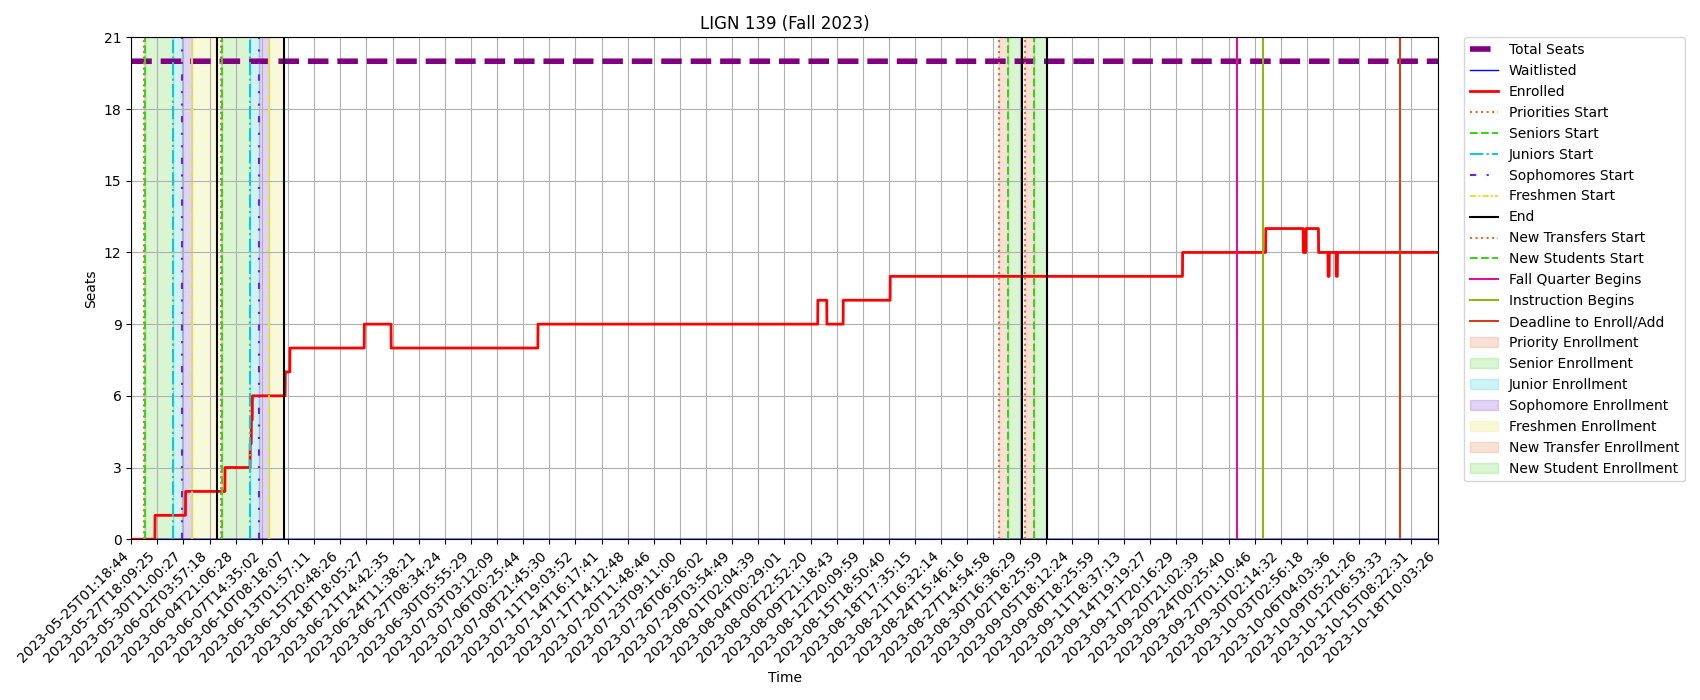 LIGN 139 (Fall 2023)
21
18
15
12
9
6
3
0
Seats
2023-05-25T01:18:44
2023-05-27T18:09:25
2023-05-30T11:00:27
2023-06-02T03:57:18
2023-06-04T21:06:28
2023-06-07T14:35:02
2023-06-10T08:18:07
2023-06-13T01:57:11
2023-06-15T20:48:26
2023-06-18T18:05:27
2023-06-21T14:42:35
2023-06-24T11:38:21
2023-06-27T08:34:24
2023-06-30T05:55:29
2023-07-03T03:12:09
2023-07-06T00:25:44
2023-07-08T21:45:30
2023-07-11T19:03:52
2023-07-14T16:17:41
2023-07-17T14:12:48
2023-07-20T11:48:46
2023-07-23T09:11:00
2023-07-26T06:26:02
2023-07-29T03:54:49
2023-08-01T02:04:39
2023-08-04T00:29:01
2023-08-06T22:52:20
2023-08-09T21:18:43
2023-08-12T20:09:59
2023-08-15T18:50:40
2023-08-18T17:35:15
2023-08-21T16:32:14
2023-08-24T15:46:16
2023-08-27T14:54:58
2023-08-30T16:36:29
2023-09-02T18:25:59
2023-09-05T18:12:24
2023-09-08T18:25:59
2023-09-11T18:37:13
2023-09-14T19:19:27
2023-09-17T20:16:29
2023-09-20T21:02:39
2023-09-24T00:25:40
2023-09-27T01:10:46
2023-09-30T02:14:32
2023-10-03T02:56:18
2023-10-06T04:03:36
2023-10-09T05:21:26
2023-10-12T06:53:33
2023-10-15T08:22:31
2023-10-18T10:03:26
Time
Total Seats
Waitlisted
Enrolled
Priorities Start
Seniors Start
Juniors Start
Sophomores Start
Freshmen Start
End
New Transfers Start
New Students Start
Fall Quarter Begins
Instruction Begins
Deadline to Enroll/Add
Priority Enrollment
Senior Enrollment
Junior Enrollment
Sophomore Enrollment
Freshmen Enrollment
New Transfer Enrollment
New Student Enrollment